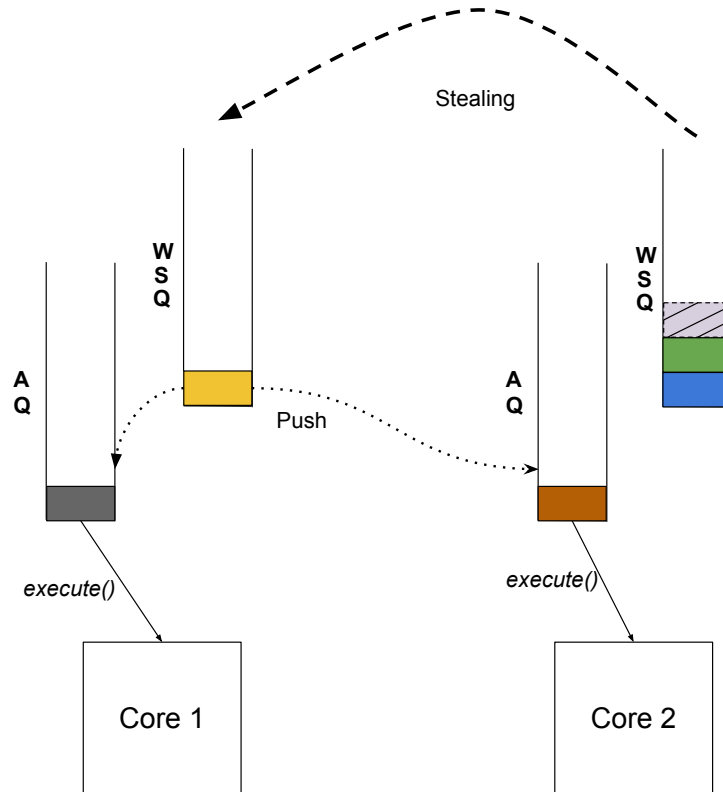 Stealing
W
S
Q
W
S
Q
A
Q
A
Q
Push
execute()
execute()
Core 1
Core 2